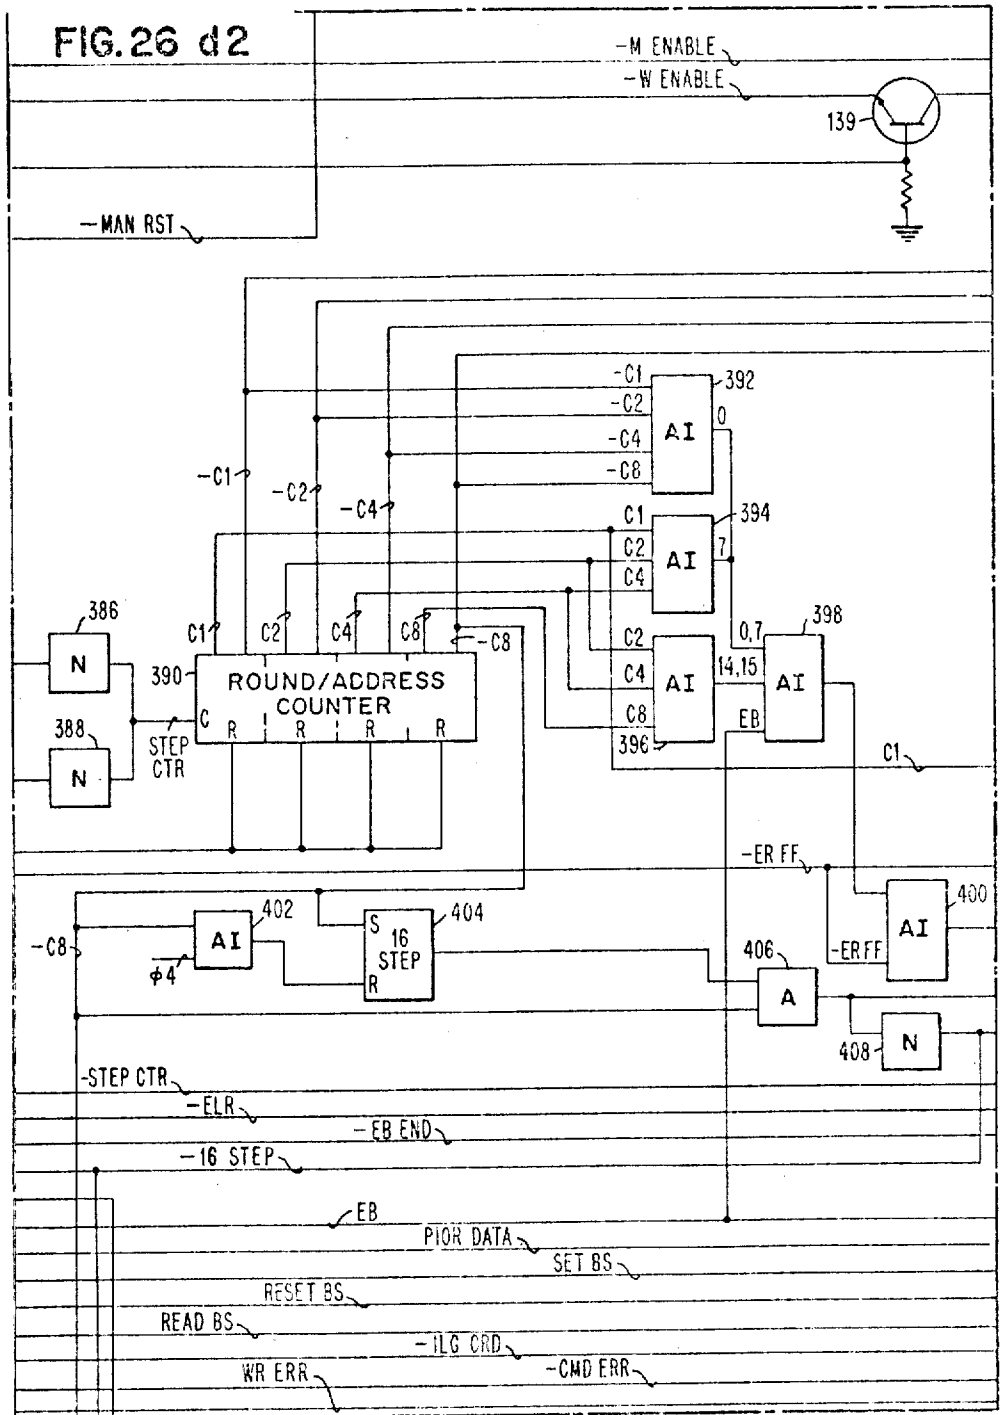 FIG. 26 d2
-M ENABLE
-W ENABLE
139
-MAN RST
-C1
392
-C2
0
AI
-C4
-C1
-C8
-C2
-C4
C1
394
C2
7
AI
C4
386
398
C1
C2
C4
C8
-C8
C2
0,7
N
390
ROUND/ADDRESS
COUNTER
C4
AI
14,15
AI
C
R
R
R
R
C8
EB
388
STEP
CTR
396
N
C1
-ER FF
402
404
400
-C8
AI
S
16
STEP
R
406
AI
-ER FF
φ4
A
408
N
-STEP CTR
-ELR
-EB END
-16 STEP
EB
PIOR DATA
SET BS
RESET BS
READ BS
-ILG CRD
WR ERR
-CMD ERR